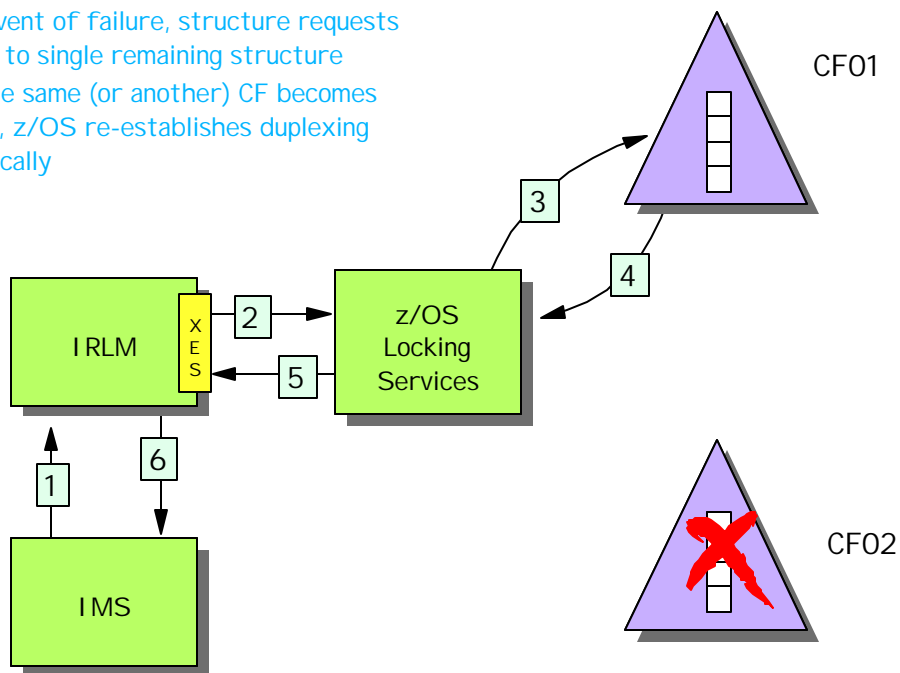 vent of failure, structure requests
to single remaining structure
e same (or another) CF becomes
, z/OS re-establishes duplexing
cally
CF01
3
4
2
X
E
S
IRLM
z/OS
Locking
Services
5
6
1
IMS
CF02